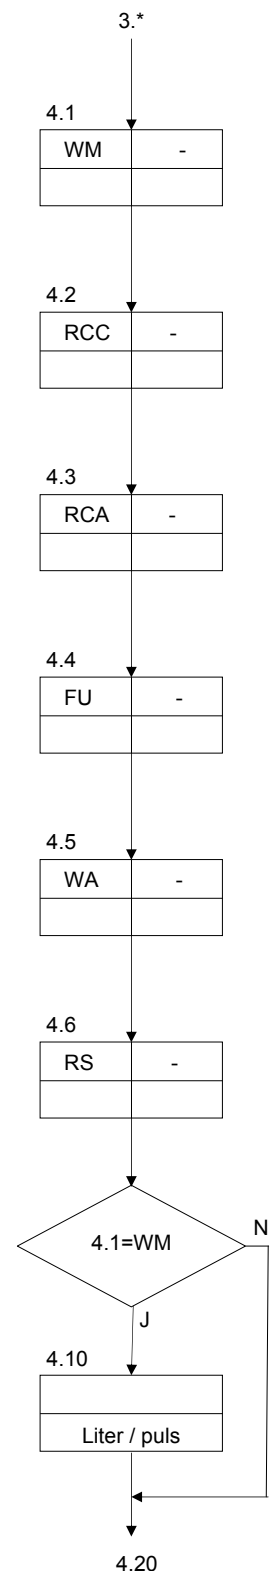 3.*
4.1
WM -
4.2
RCC -
4.3
RCA -
4.4
FU -
4.5
WA -
4.6
RS -
4.1=WM
N
J
4.10
Liter / puls
4.20